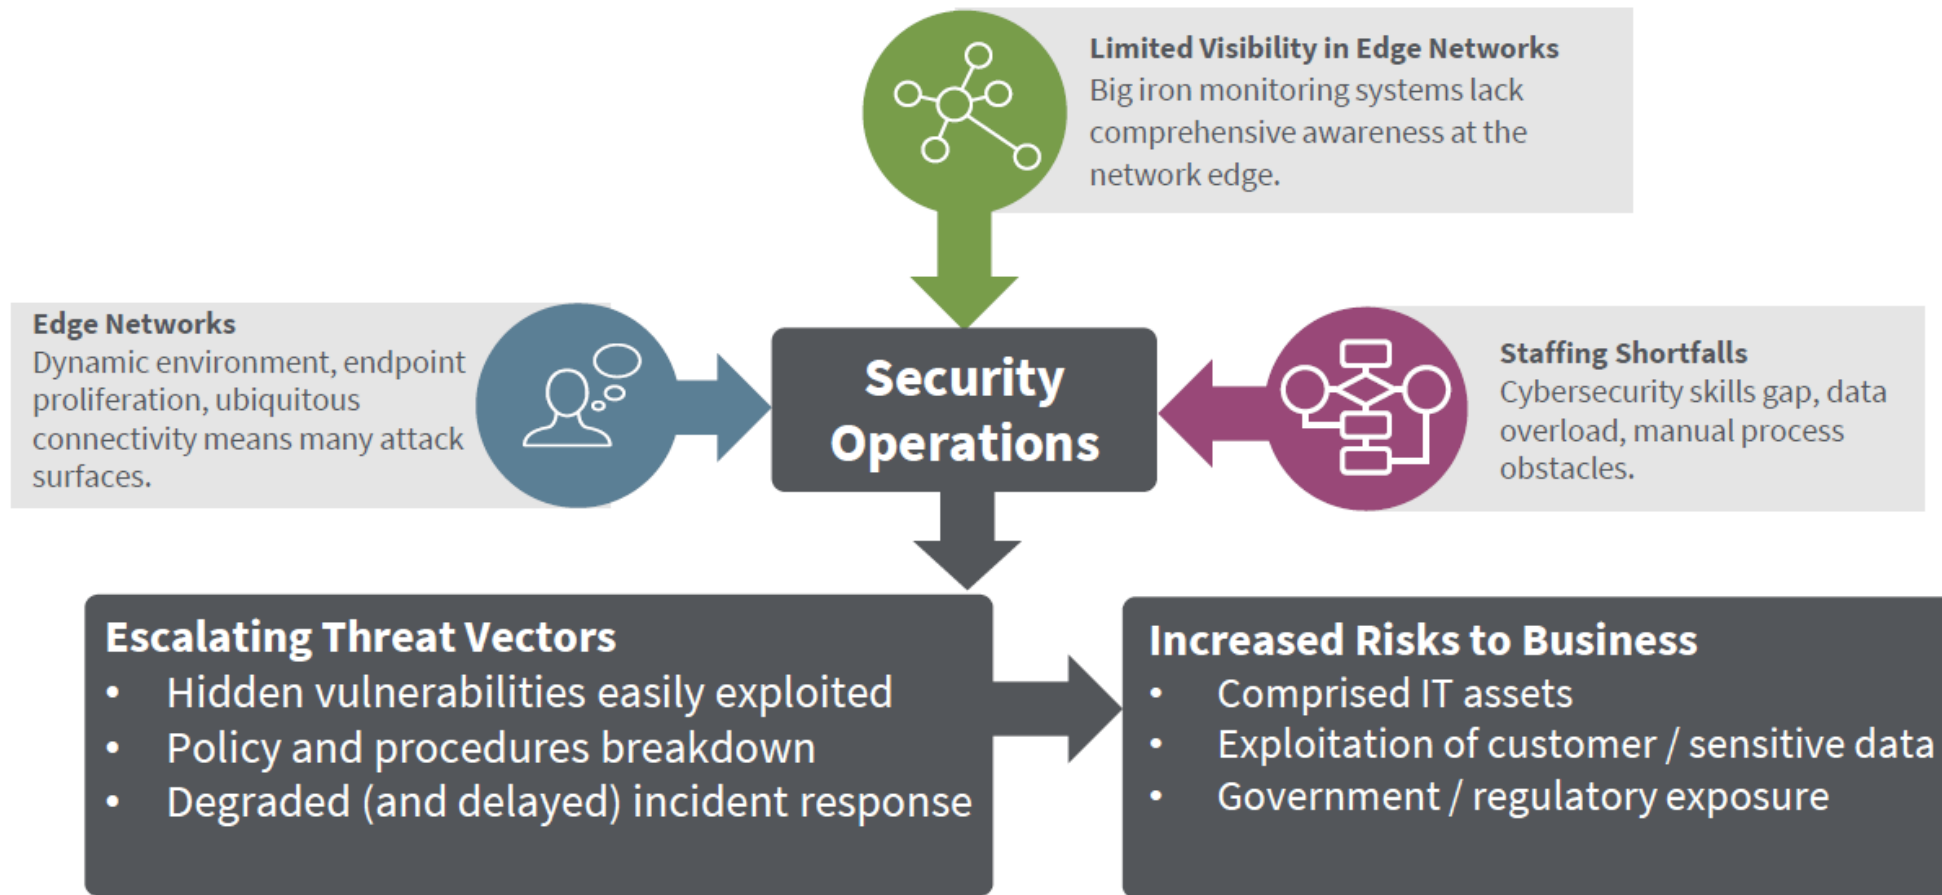 Limited Visibility in Edge Networks
Big iron monitoring systems lack
comprehensive awareness at the
network edge.
Edge Networks
Dynamic environment, endpoint
proliferation, ubiquitous
connectivity means many attack
surfaces.
Security
Operations
Staffing Shortfalls
Cybersecurity skills gap, data
overload, manual process
obstacles.
Escalating Threat Vectors
• Hidden vulnerabilities easily exploited
• Policy and procedures breakdown
• Degraded (and delayed) incident response
Increased Risks to Business
• Comprised IT assets
• Exploitation of customer / sensitive data
• Government / regulatory exposure